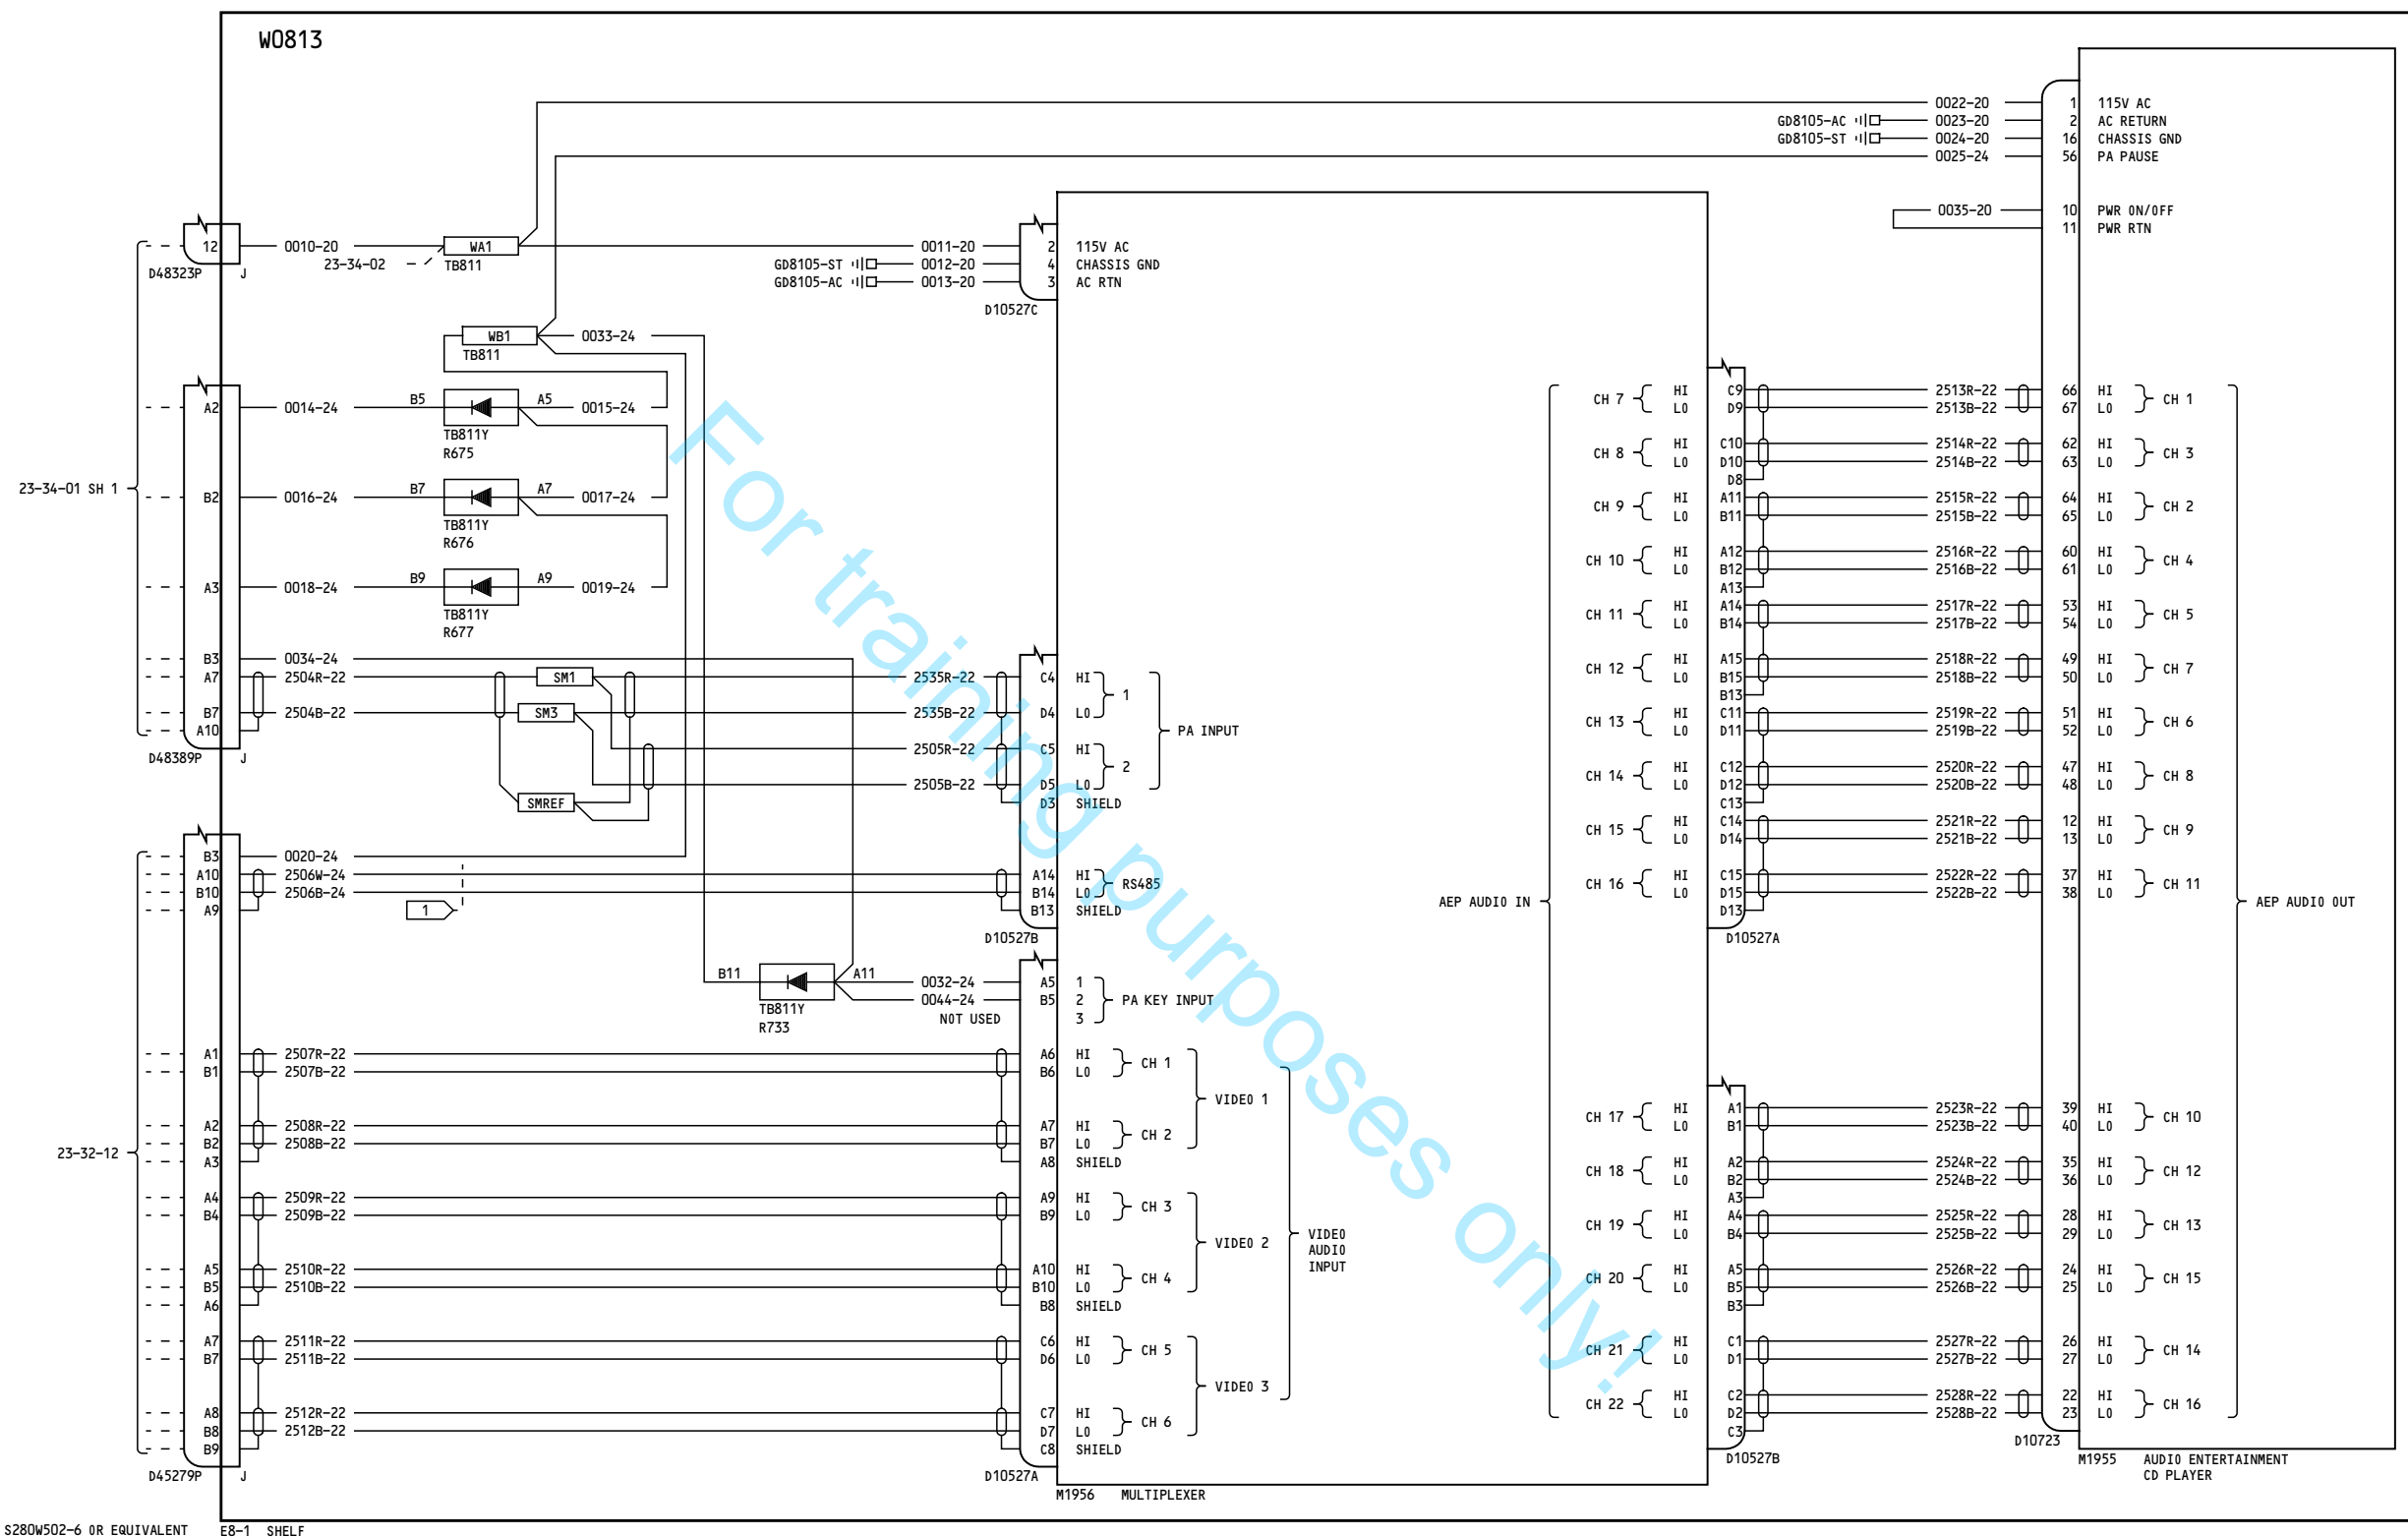 W0813
0022-20 1 115V AC
GD8105-AC 0023-20 2 AC RETURN
GD8105-ST 0024-20 16 CHASSIS GND
0025-24 56 PA PAUSE
0035-20 10 PWR ON/OFF
11 PWR RTN
12 0010-20 WA1 0011-20 2 115V AC
D48323P J 23-34-02 TB811 GD8105-ST 0012-20 4 CHASSIS GND
GD8105-AC 0013-20 3 AC RTN
D10527C
WB1 0033-24
TB811
A2 0014-24 B5 A5 0015-24
TB811Y
R675
23-34-01 SH 1
B2 0016-24 B7 A7 0017-24
TB811Y
R676
A3 0018-24 B9 A9 0019-24
TB811Y
R677
B3 0034-24
A7 2504R-22 SM1 2535R-22 C4 HI
1
B7 2504B-22 SM3 2535B-22 D4 LO
A10
D48389P J
PA INPUT
2505R-22 C5 HI
2
2505B-22 D5 LO
SMREF D3 SHIELD
B3 0020-24
A10 2506W-24 A14 HI
RS485
B10 2506B-24 B14 LO
A9 1 B13 SHIELD
D10527B
B11 A11 0032-24 A5 1
0044-24 B5 2 PA KEY INPUT
TB811Y NOT USED 3
R733
A1 2507R-22 A6 HI
CH 1
B1 2507B-22 B6 LO
VIDEO 1
A2 2508R-22 A7 HI
CH 2
B2 2508B-22 B7 LO
A3 A8 SHIELD
23-32-12
A4 2509R-22 A9 HI
CH 3
B4 2509B-22 B9 LO
VIDEO 2
VIDEO
AUDIO
INPUT
A5 2510R-22 A10 HI
CH 4
B5 2510B-22 B10 LO
A6 B8 SHIELD
A7 2511R-22 C6 HI
CH 5
B7 2511B-22 D6 LO
VIDEO 3
A8 2512R-22 C7 HI
CH 6
B8 2512B-22 D7 LO
B9 C8 SHIELD
D45279P J D10527A
M1956 MULTIPLEXER
CH 7 HI C9 2513R-22 66 HI CH 1
LO D9 2513B-22 67 LO
CH 8 HI C10 2514R-22 62 HI CH 3
LO D10 2514B-22 63 LO
D8
CH 9 HI A11 2515R-22 64 HI CH 2
LO B11 2515B-22 65 LO
CH 10 HI A12 2516R-22 60 HI CH 4
LO B12 2516B-22 61 LO
A13
CH 11 HI A14 2517R-22 53 HI CH 5
LO B14 2517B-22 54 LO
CH 12 HI A15 2518R-22 49 HI CH 7
LO B15 2518B-22 50 LO
B13
CH 13 HI C11 2519R-22 51 HI CH 6
LO D11 2519B-22 52 LO
CH 14 HI C12 2520R-22 47 HI CH 8
LO D12 2520B-22 48 LO
C13
CH 15 HI C14 2521R-22 12 HI CH 9
LO D14 2521B-22 13 LO
CH 16 HI C15 2522R-22 37 HI CH 11
LO D15 2522B-22 38 LO
AEP AUDIO IN AEP AUDIO OUT
D13
D10527A
CH 17 HI A1 2523R-22 39 HI CH 10
LO B1 2523B-22 40 LO
CH 18 HI A2 2524R-22 35 HI CH 12
LO B2 2524B-22 36 LO
A3
CH 19 HI A4 2525R-22 28 HI CH 13
LO B4 2525B-22 29 LO
CH 20 HI A5 2526R-22 24 HI CH 15
LO B5 2526B-22 25 LO
B3
CH 21 HI C1 2527R-22 26 HI CH 14
LO D1 2527B-22 27 LO
CH 22 HI C2 2528R-22 22 HI CH 16
LO D2 2528B-22 23 LO
C3
D10527B D10723
M1955 AUDIO ENTERTAINMENT
CD PLAYER
S280W502-6 OR EQUIVALENT E8-1 SHELF
For training purposes only!